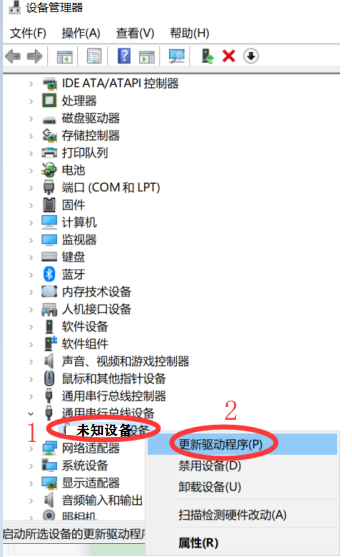 设备管理器
文件(F) 操作(A) 查看(V) 帮助(H)
IDE ATA/ATAPI 控制器
处理器
磁盘驱动器
存储控制器
打印队列
电池
端口 (COM 和 LPT)
固件
计算机
监视器
键盘
蓝牙
内存技术设备
人机接口设备
软件设备
软件组件
声音、视频和游戏控制器
鼠标和其他指针设备
通用串行总线控制器
通用串行总线设备
1 未知设备 设备
2
更新驱动程序(P)
网络适配器
禁用设备(D)
系统设备
卸载设备(U)
显示适配器
音频输入和输出
扫描检测硬件改动(A)
照相机
启动所选设备的更新驱动程
属性(R)